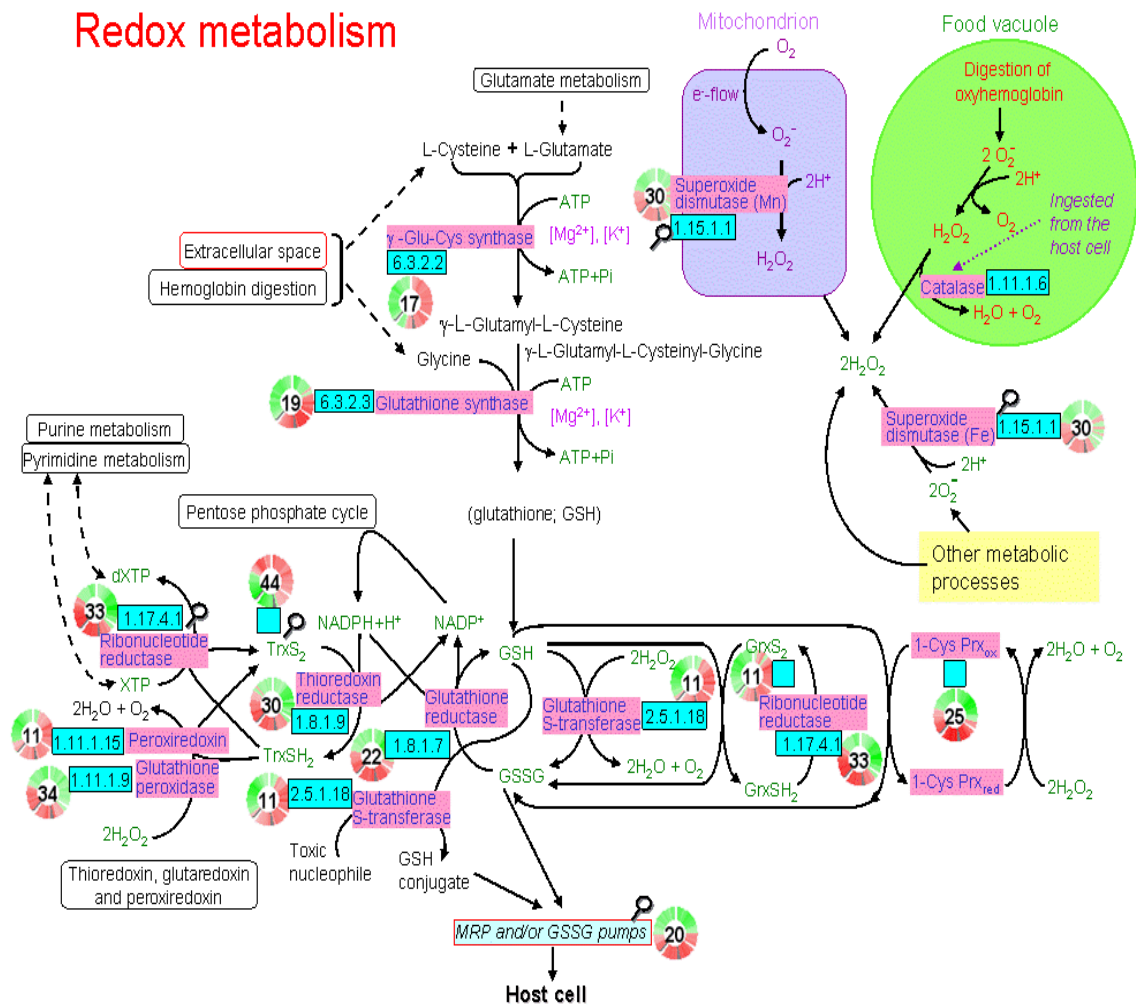 Redox metabolism
Mitochondrion
Food vacuole
O₂
Glutamate metabolism
e⁻-flow
O₂⁻
Digestion of
oxyhemoglobin
2 O₂⁻
2H⁺
O₂
H₂O₂
Ingested
from the
host cell
Catalase
1.11.1.6
H₂O + O₂
L-Cysteine + L-Glutamate
30
Superoxide
dismutase (Mn)
1.15.1.1
2H⁺
H₂O₂
ATP
[Mg²⁺], [K⁺]
γ -Glu-Cys synthase
6.3.2.2
ATP+Pi
17
Extracellular space
Hemoglobin digestion
γ-L-Glutamyl-L-Cysteine
Glycine
γ-L-Glutamyl-L-Cysteinyl-Glycine
ATP
[Mg²⁺], [K⁺]
19
6.3.2.3
Glutathione synthase
ATP+Pi
2H₂O₂
Superoxide
dismutase (Fe)
1.15.1.1
30
2H⁺
2O₂⁻
Other metabolic
processes
Purine metabolism
Pyrimidine metabolism
Pentose phosphate cycle
(glutathione; GSH)
dXTP
33
1.17.4.1
Ribonucleotide
reductase
XTP
44
TrxS₂
NADPH+H⁺
NADP⁺
GSH
2H₂O + O₂
Thioredoxin
reductase
30
1.8.1.9
Glutathione
reductase
22
1.8.1.7
11
1.11.1.15
Peroxiredoxin
34
1.11.1.9
Glutathione
peroxidase
TrxSH₂
2H₂O₂
11
2.5.1.18
Glutathione
S-transferase
GSSG
2H₂O₂
11
Glutathione
S-transferase
2.5.1.18
2H₂O + O₂
GrxS₂
11
Ribonucleotide
reductase
1.17.4.1
33
GrxSH₂
1-Cys Prxox
25
1-Cys Prxred
2H₂O + O₂
2H₂O₂
Toxic
nucleophile
GSH
conjugate
Thioredoxin, glutaredoxin
and peroxiredoxin
MRP and/or GSSG pumps
20
Host cell